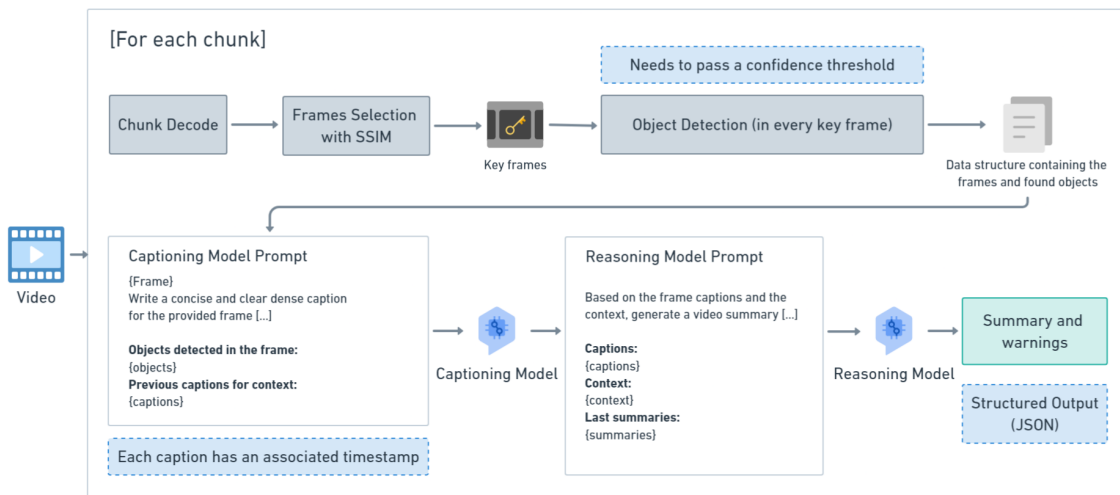 [For each chunk]
Needs to pass a confidence threshold
Chunk Decode
Frames Selection
with SSIM
Key frames
Object Detection (in every key frame)
Data structure containing the
frames and found objects
Video
Captioning Model Prompt
{Frame}
Write a concise and clear dense caption
for the provided frame [...]
Objects detected in the frame:
{objects}
Previous captions for context:
{captions}
Each caption has an associated timestamp
Captioning Model
Reasoning Model Prompt
Based on the frame captions and the
context, generate a video summary [...]
Captions:
{captions}
Context:
{context}
Last summaries:
{summaries}
Reasoning Model
Summary and
warnings
Structured Output
(JSON)